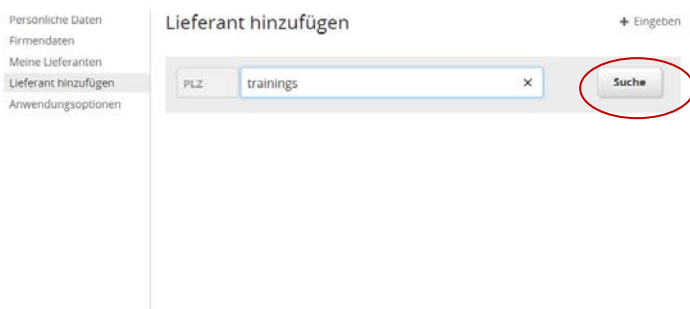 Persönliche Daten
Firmendaten
Meine Lieferanten
Lieferant hinzufügen
Anwendungsoptionen
Lieferant hinzufügen
+ Eingeben
PLZ
trainings
×
Suche